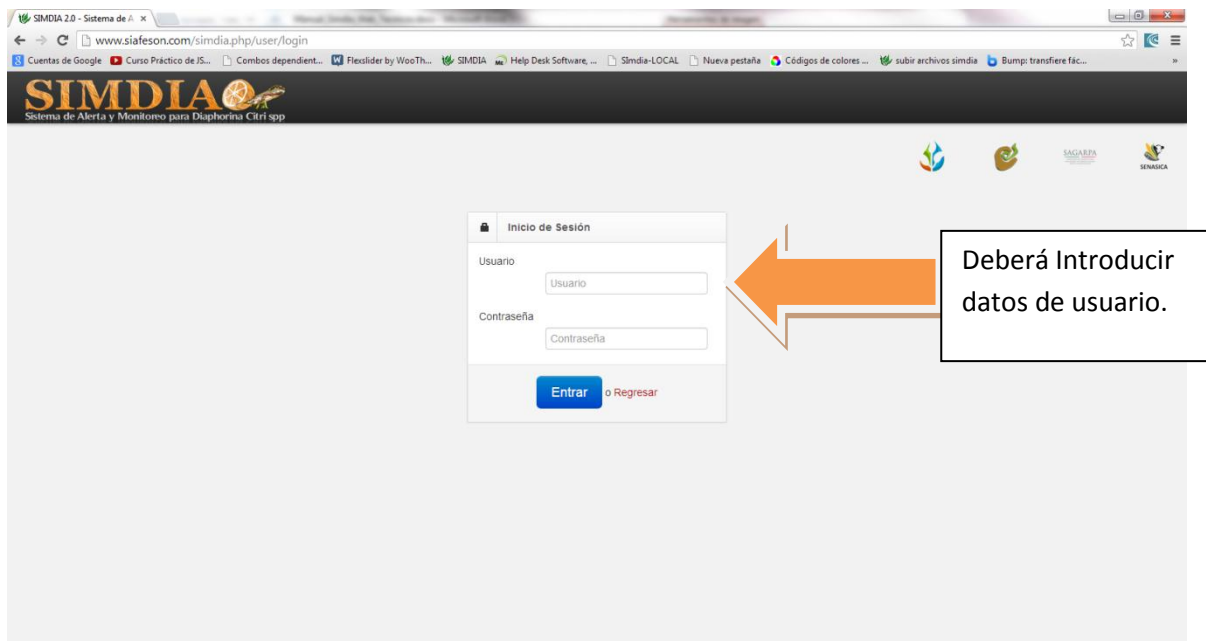 SIMDIA 2.0 - Sistema de A
www.siafeson.com/simdia.php/user/login
Cuentas de Google
Curso Práctico de JS...
Combos dependient...
Flexslider by WooTh...
SIMDIA
Help Desk Software, ...
SImdia-LOCAL
Nueva pestaña
Códigos de colores ...
subir archivos simdia
Bump: transfiere fác...
»
SIMDIA
Sistema de Alerta y Monitoreo para Diaphorina Citri spp
SAGARPA
SENASICA
Inicio de Sesión
Usuario
Usuario
Contraseña
Contraseña
Entrar o Regresar
Deberá Introducir
datos de usuario.